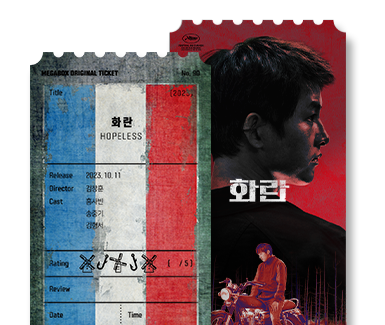 MEGABOX ORIGINAL TICKET No. 90
Title (2023)
화란
HOPELESS
Release 2023. 10. 11
Director 김창훈
Cast 홍사빈
송중기
김형서
Rating ( /5)
Review
Date Time
화란